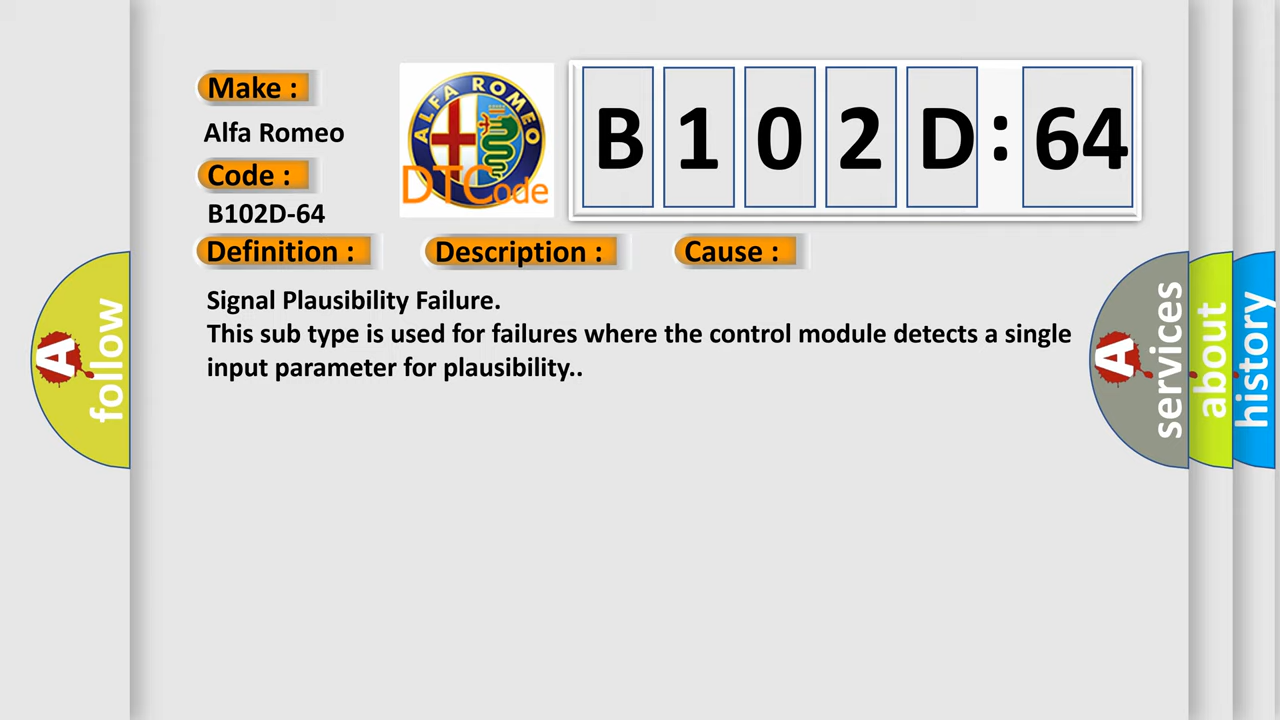 Make :
Alfa Romeo
Code :
B102D-64
ALFA ROMEO
DTCode
B 1 0 2 D : 64
Definition :
Description :
Cause :
Signal Plausibility Failure.
This sub type is used for failures where the control module detects a single
input parameter for plausibility..
A follow
A services
about
history